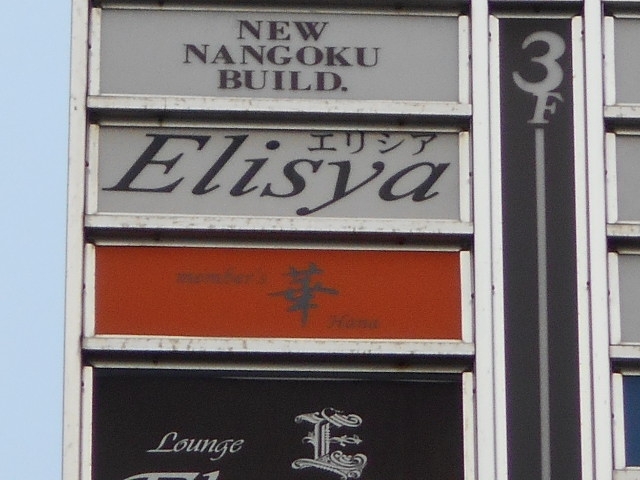 NEW
NANGOKU
BUILD.
エリシア
Elisya
member's
華
Hana
Lounge
E
3
F